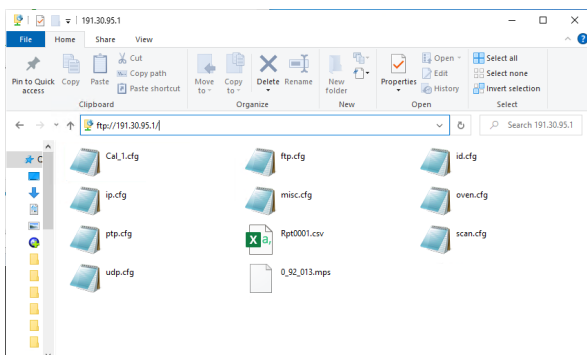 191.30.95.1
File Home Share View
Pin to Quick access
Copy
Paste
Cut
Copy path
Paste shortcut
Clipboard
Move to
Copy to
Delete
Rename
Organize
New folder
New
Properties
Open
Edit
History
Open
Select all
Select none
Invert selection
Select
ftp://191.30.95.1/
Search 191.30.95.1
C
Cal_1.cfg ftp.cfg id.cfg
ip.cfg misc.cfg oven.cfg
ptp.cfg Rpt0001.csv scan.cfg
udp.cfg 0_92_013.mps